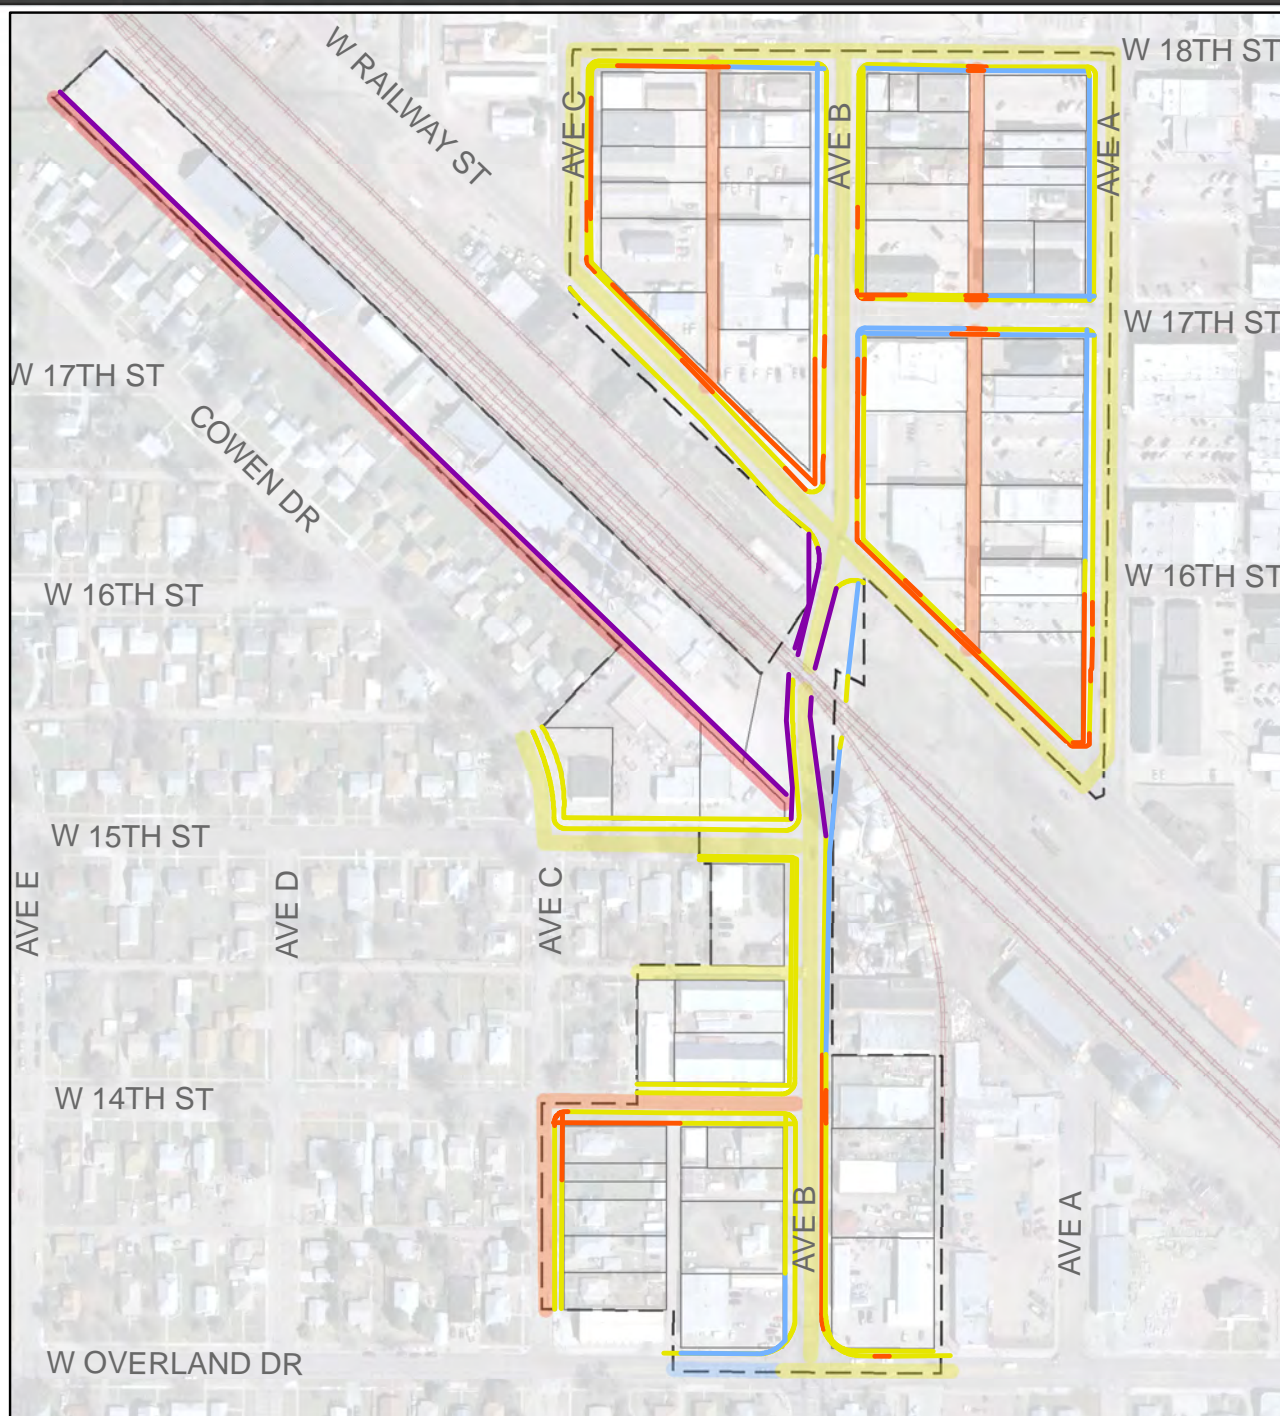 W 18TH ST
W RAILWAY ST
AVE C
AVE B
AVE A
W 17TH ST
W 17TH ST
COWEN DR
W 16TH ST
W 16TH ST
W 15TH ST
AVE E
AVE D
AVE C
W 14TH ST
AVE B
AVE A
W OVERLAND DR